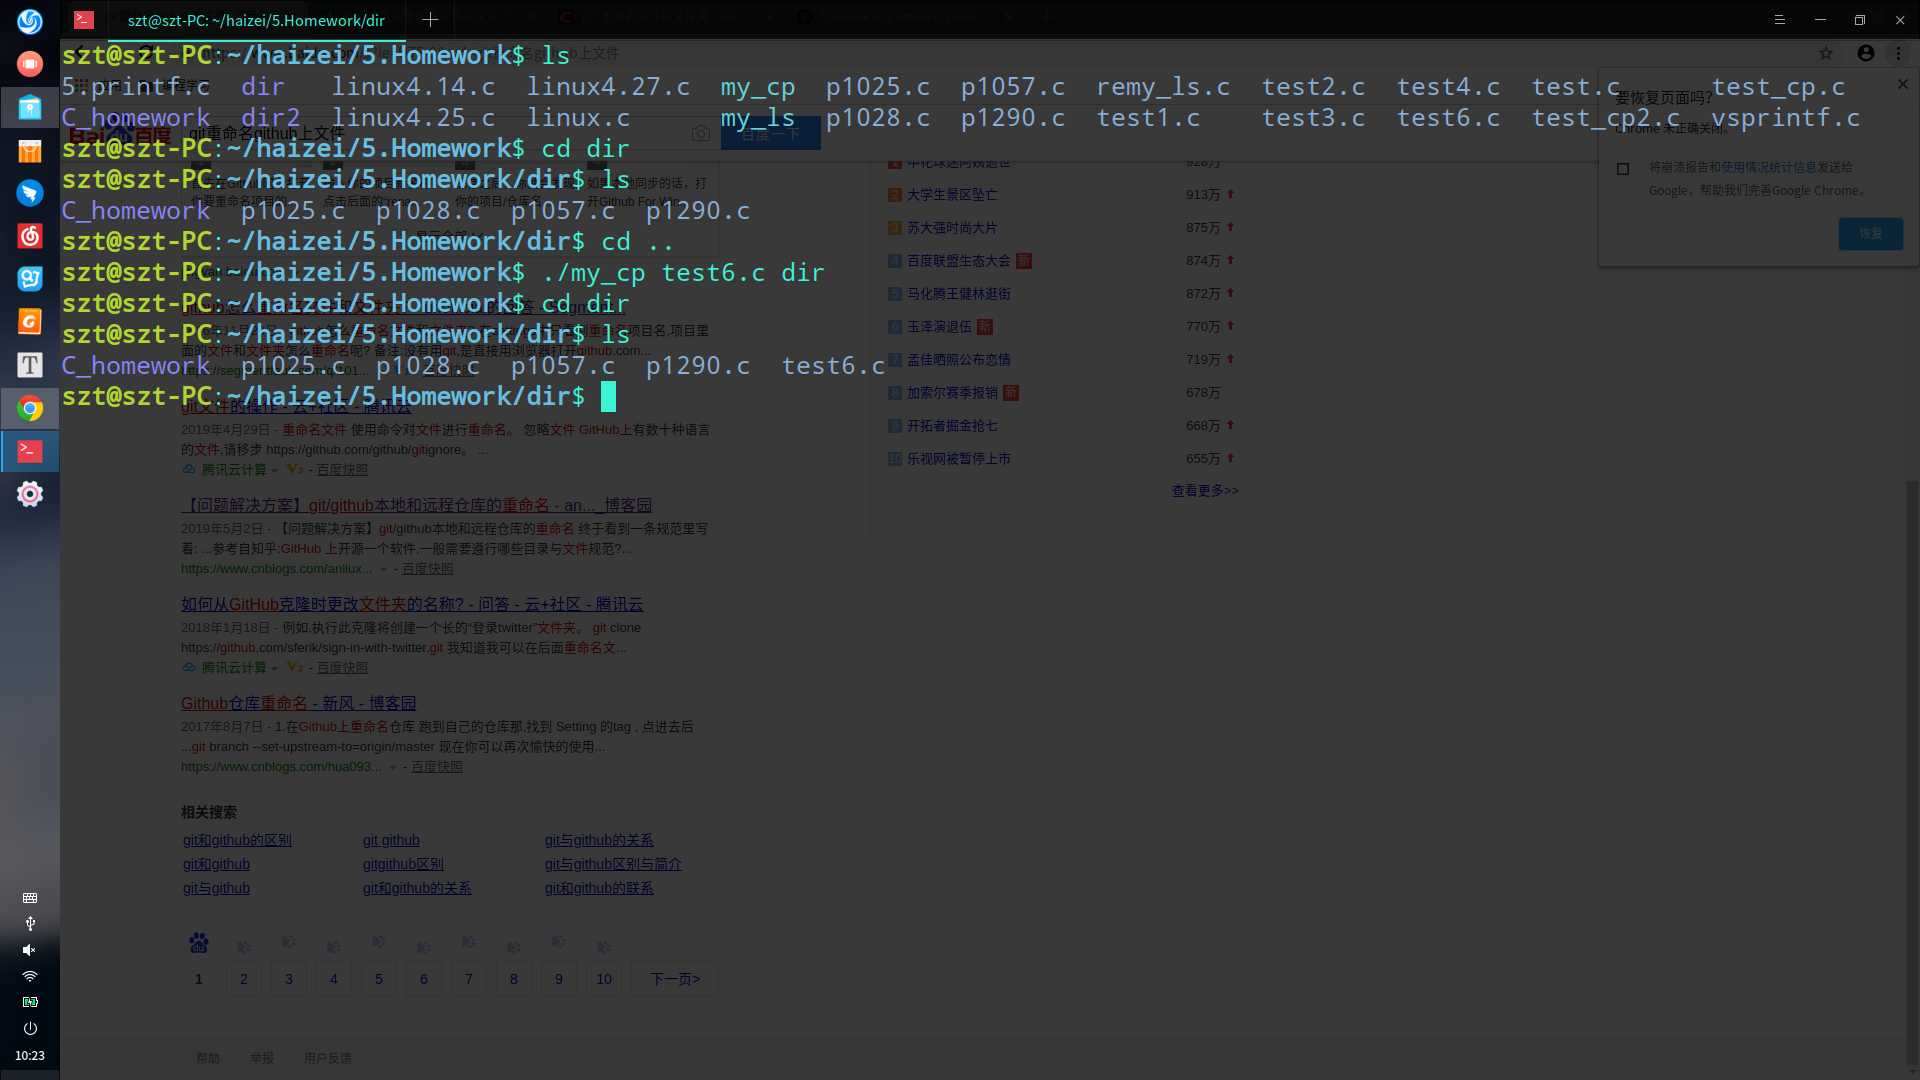 szt@szt-PC: ~/haizei/5.Homework/dir
szt@szt-PC:~/haizei/5.Homework$ ls
5.printf.c dir linux4.14.c linux4.27.c my_cp p1025.c p1057.c remy_ls.c test2.c test4.c test.c test_cp.c
C_homework dir2 linux4.25.c linux.c my_ls p1028.c p1290.c test1.c test3.c test6.c test_cp2.c vsprintf.c
szt@szt-PC:~/haizei/5.Homework$ cd dir
szt@szt-PC:~/haizei/5.Homework/dir$ ls
C_homework p1025.c p1028.c p1057.c p1290.c
szt@szt-PC:~/haizei/5.Homework/dir$ cd ..
szt@szt-PC:~/haizei/5.Homework$ ./my_cp test6.c dir
szt@szt-PC:~/haizei/5.Homework$ cd dir
szt@szt-PC:~/haizei/5.Homework/dir$ ls
C_homework p1025.c p1028.c p1057.c p1290.c test6.c
szt@szt-PC:~/haizei/5.Homework/dir$
git重命名github上文件
百度一下
要恢复页面吗?
Chrome 未正确关闭。
将崩溃报告和使用情况统计信息发送给
Google，帮助我们完善Google Chrome。
恢复
928万
2 大学生景区坠亡 913万
3 苏大强时尚大片 875万
4 百度联盟生态大会 新 874万
5 马化腾王健林逛街 872万
6 玉泽演退伍 新 770万
7 孟佳晒照公布恋情 719万
8 加索尔赛季报销 新 678万
9 开拓者掘金抢七 668万
10 乐视网被暂停上市 655万
查看更多>>
git文件的操作 - 云+社区 - 腾讯云
2019年4月29日 - 重命名文件 使用命令对文件进行重命名。 忽略文件 GitHub上有数十种语言
的文件,请移步 https://github.com/github/gitignore。 ...
腾讯云计算 V3 - 百度快照
【问题解决方案】git/github本地和远程仓库的重命名 - an..._博客园
2019年5月2日 - 【问题解决方案】git/github本地和远程仓库的重命名 终于看到一条规范里写
着: ...参考自知乎:GitHub 上开源一个软件,一般需要遵行哪些目录与文件规范?...
https://www.cnblogs.com/anliux... - 百度快照
如何从GitHub克隆时更改文件夹的名称? - 问答 - 云+社区 - 腾讯云
2018年1月18日 - 例如,执行此克隆将创建一个长的“登录twitter”文件夹。 git clone
https://github.com/sferik/sign-in-with-twitter.git 我知道我可以在后面重命名文...
腾讯云计算 V3 - 百度快照
Github仓库重命名 - 新风 - 博客园
2017年8月7日 - 1.在Github上重命名仓库 跑到自己的仓库那,找到 Setting 的tag , 点进去后
...git branch --set-upstream-to=origin/master 现在你可以再次愉快的使用...
https://www.cnblogs.com/hua093... - 百度快照
相关搜索
git和github的区别 git github git与github的关系
git和github gitgithub区别 git与github区别与简介
git与github git和github的关系 git和github的联系
1 2 3 4 5 6 7 8 9 10 下一页>
帮助 举报 用户反馈
10:23